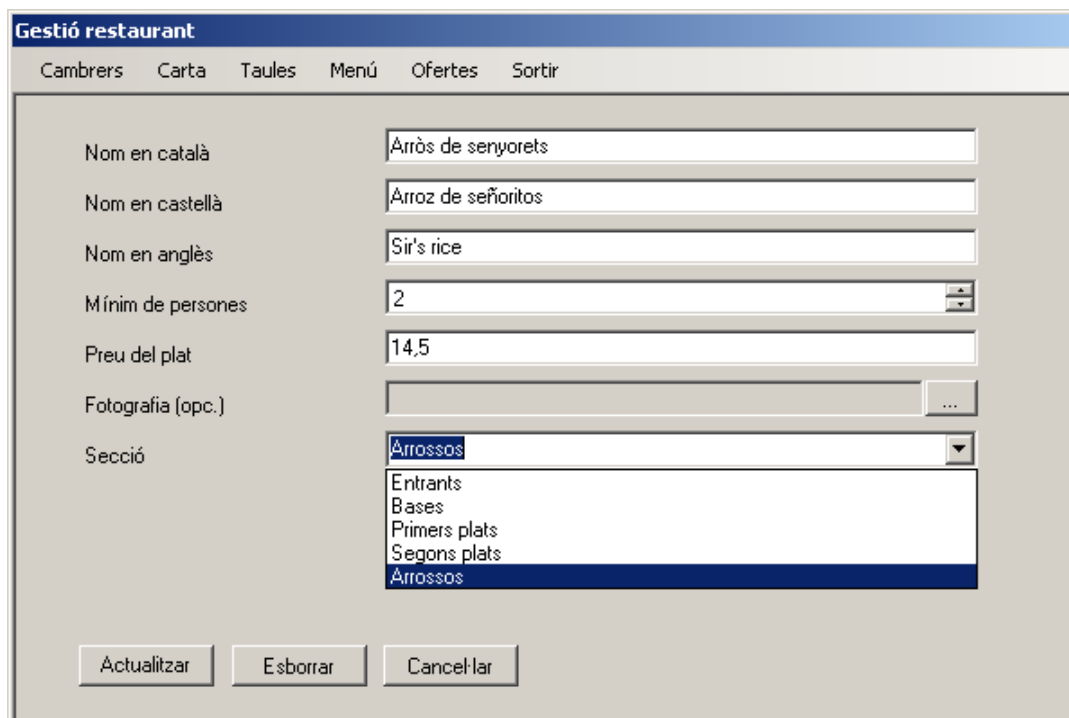 Gestió restaurant
Cambrers Carta Taules Menú Ofertes Sortir
Nom en català Arròs de senyorets
Nom en castellà Arroz de señoritos
Nom en anglès Sir's rice
Mínim de persones 2
Preu del plat 14,5
Fotografia (opc.) ...
Secció Arrossos
Entrants
Bases
Primers plats
Segons plats
Arrossos
Actualitzar Esborrar Cancel·lar